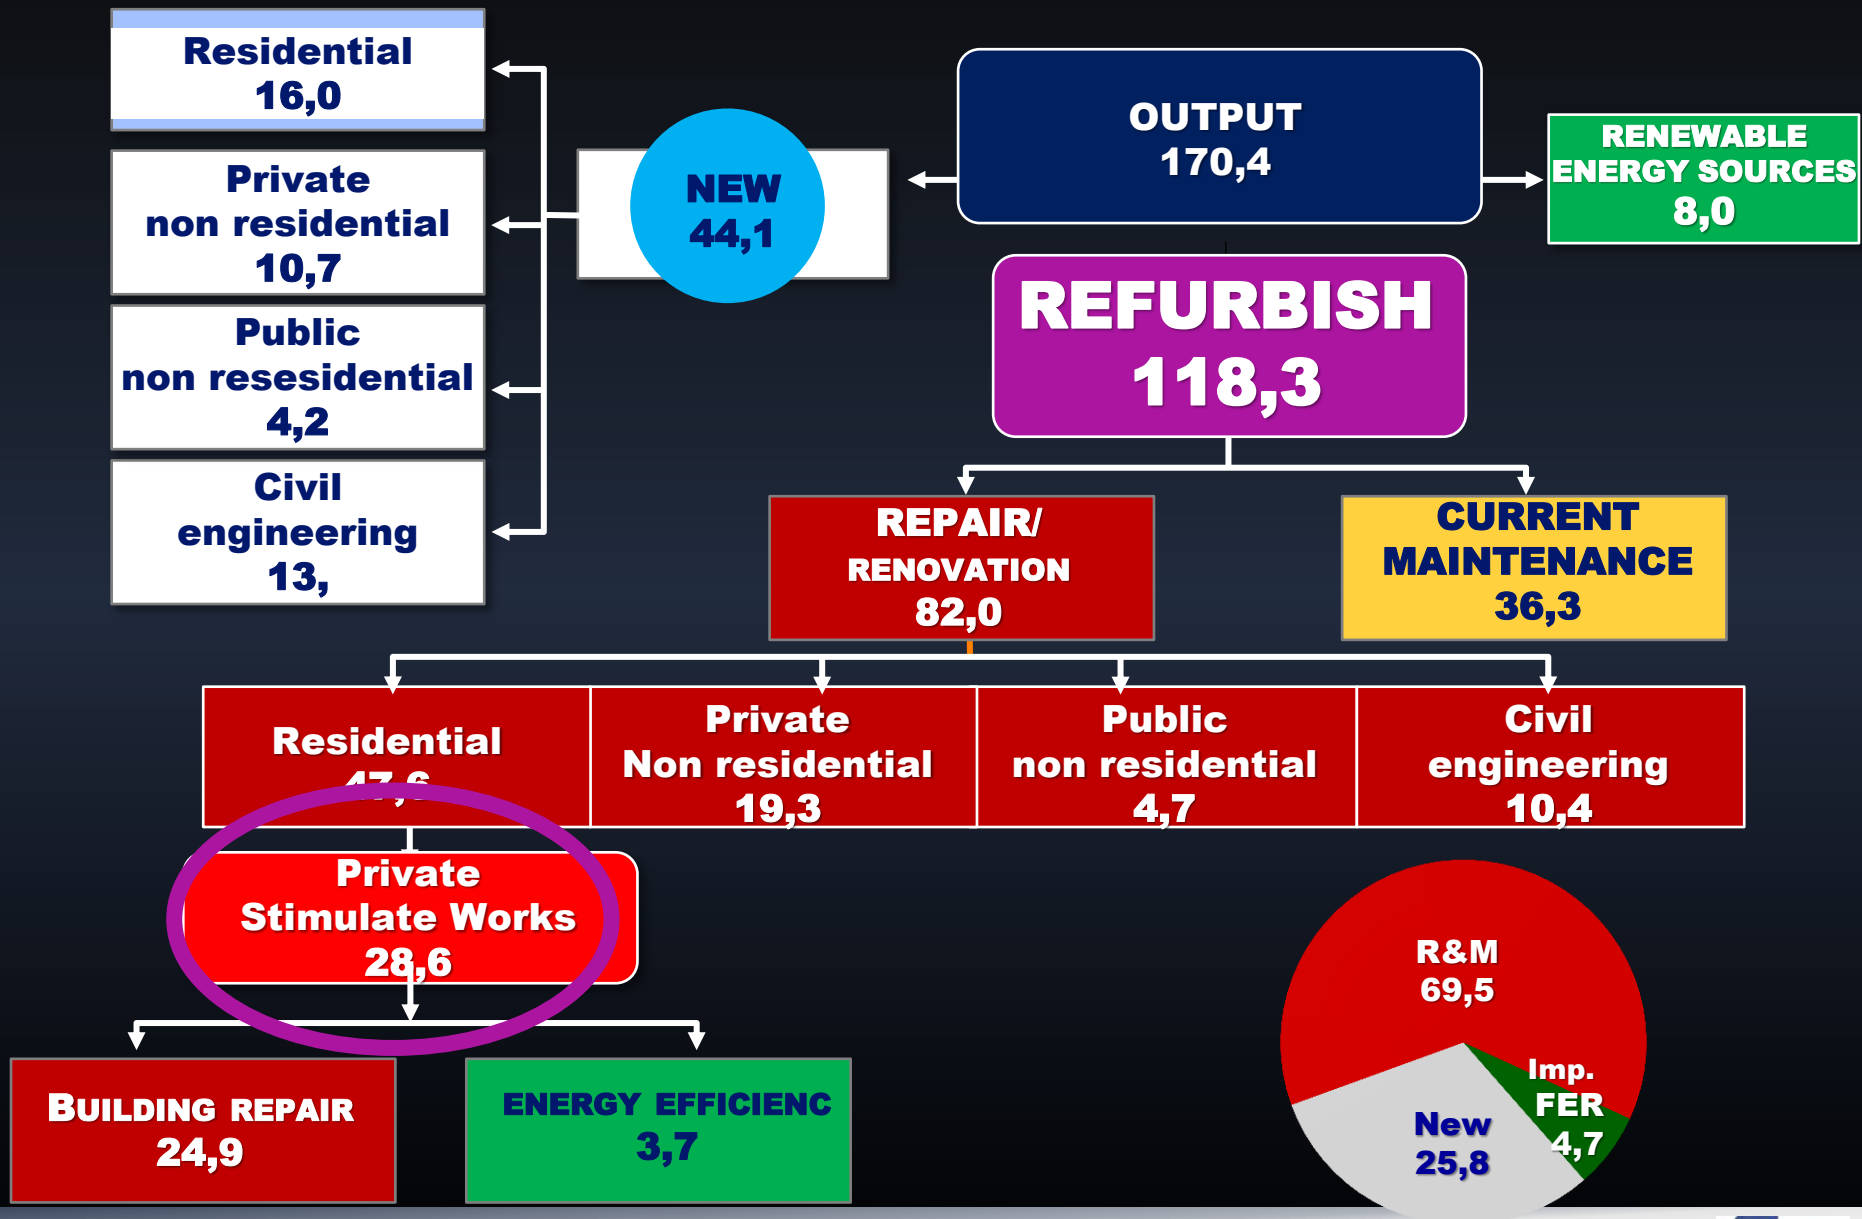 Residential
16,0
Private
non residential
10,7
Public
non resesidential
4,2
Civil
engineering
13,
NEW
44,1
OUTPUT
170,4
RENEWABLE
ENERGY SOURCES
8,0
REFURBISH
118,3
REPAIR/
RENOVATION
82,0
CURRENT
MAINTENANCE
36,3
Residential
47,6
Private
Non residential
19,3
Public
non residential
4,7
Civil
engineering
10,4
Private
Stimulate Works
28,6
BUILDING REPAIR
24,9
ENERGY EFFICIENC
3,7
R&M
69,5
Imp.
FER
4,7
New
25,8